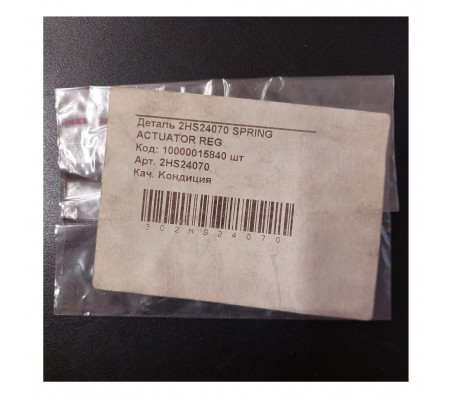 Деталь 2HS24070 SPRING
ACTUATOR REG
Код: 10000015840 шт
Арт. 2HS24070
Кач. Кондиция
302HS24070